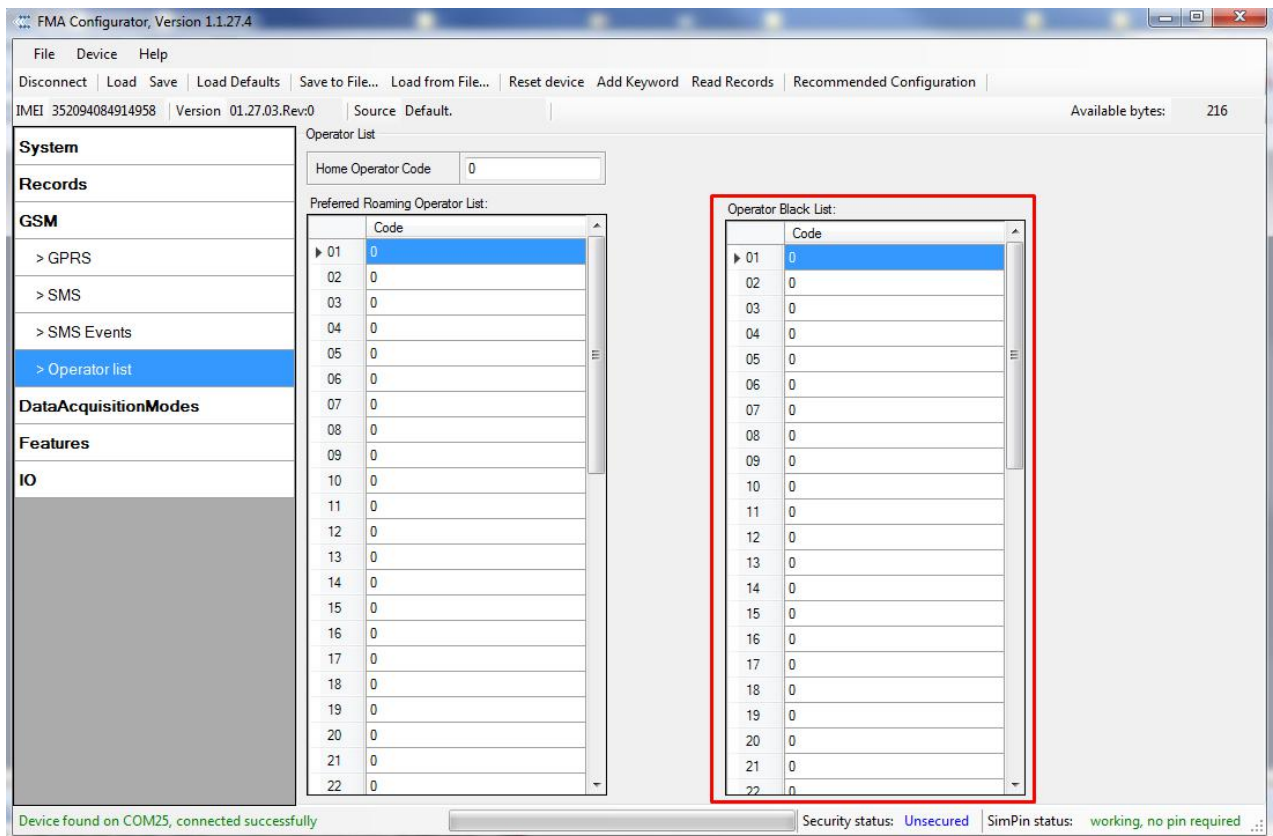 FMA Configurator, Version 1.1.27.4
File Device Help
Disconnect Load Save Load Defaults Save to File... Load from File... Reset device Add Keyword Read Records Recommended Configuration
IMEI 352094084914958 Version 01.27.03.Rev:0 Source Default. Available bytes: 216
System
Records
GSM
> GPRS
> SMS
> SMS Events
> Operator list
DataAcquisitionModes
Features
IO
Operator List
Home Operator Code 0
Preferred Roaming Operator List:
Code
01 0
02 0
03 0
04 0
05 0
06 0
07 0
08 0
09 0
10 0
11 0
12 0
13 0
14 0
15 0
16 0
17 0
18 0
19 0
20 0
21 0
22 0
Operator Black List:
Code
01 0
02 0
03 0
04 0
05 0
06 0
07 0
08 0
09 0
10 0
11 0
12 0
13 0
14 0
15 0
16 0
17 0
18 0
19 0
20 0
21 0
22 0
Device found on COM25, connected successfully Security status: Unsecured SimPin status: working, no pin required